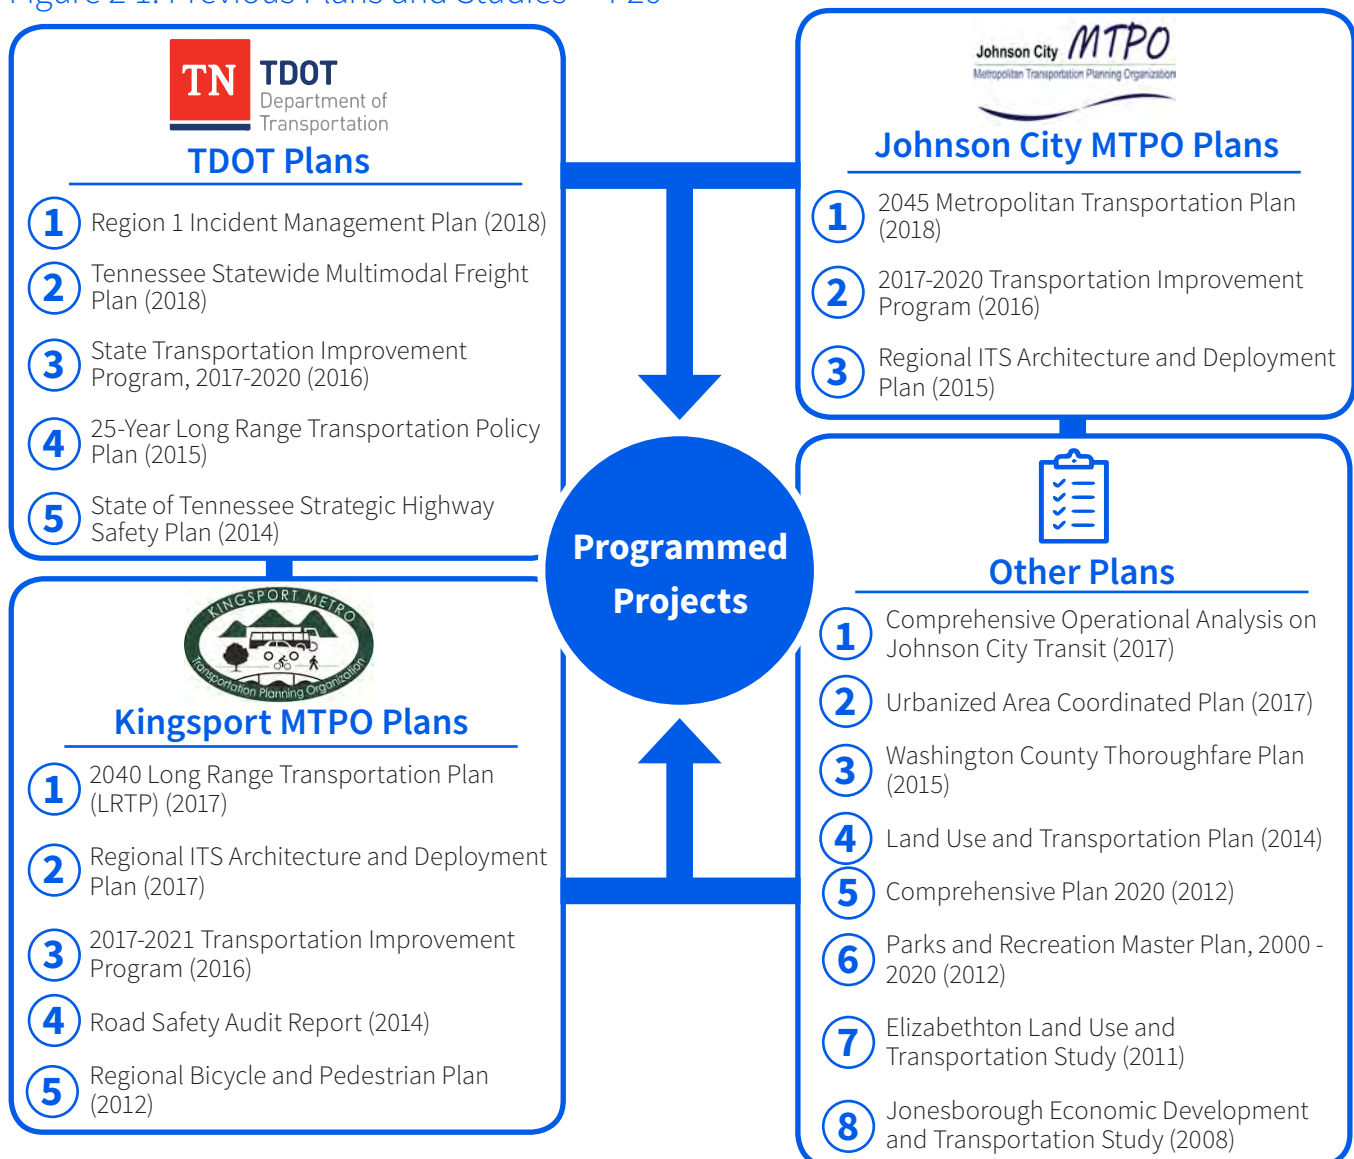 Figure 2-1: Previous Plans and Studies – I-26
TN
TDOT
Department of
Transportation
TDOT Plans
1 Region 1 Incident Management Plan (2018)
2 Tennessee Statewide Multimodal Freight
Plan (2018)
3 State Transportation Improvement
Program, 2017-2020 (2016)
4 25-Year Long Range Transportation Policy
Plan (2015)
5 State of Tennessee Strategic Highway
Safety Plan (2014)
Johnson City MTPO
Metropolitan Transportation Planning Organization
Johnson City MTPO Plans
1 2045 Metropolitan Transportation Plan
(2018)
2 2017-2020 Transportation Improvement
Program (2016)
3 Regional ITS Architecture and Deployment
Plan (2015)
Programmed
Projects
KINGSPORT METRO
Transportation Planning Organization
Kingsport MTPO Plans
1 2040 Long Range Transportation Plan
(LRTP) (2017)
2 Regional ITS Architecture and Deployment
Plan (2017)
3 2017-2021 Transportation Improvement
Program (2016)
4 Road Safety Audit Report (2014)
5 Regional Bicycle and Pedestrian Plan
(2012)
Other Plans
1 Comprehensive Operational Analysis on
Johnson City Transit (2017)
2 Urbanized Area Coordinated Plan (2017)
3 Washington County Thoroughfare Plan
(2015)
4 Land Use and Transportation Plan (2014)
5 Comprehensive Plan 2020 (2012)
6 Parks and Recreation Master Plan, 2000 -
2020 (2012)
7 Elizabethton Land Use and
Transportation Study (2011)
8 Jonesborough Economic Development
and Transportation Study (2008)